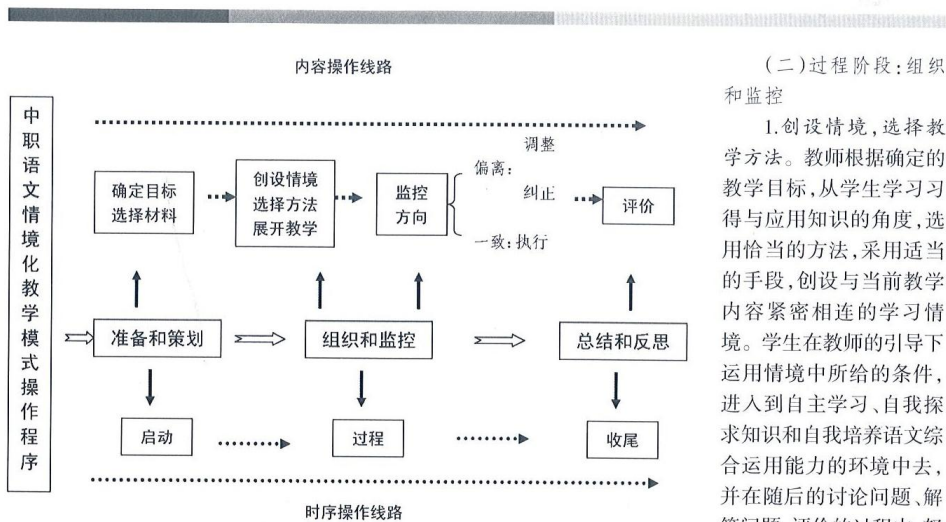 内容操作线路
中职语文情境化教学模式操作程序
调整
偏离：
确定目标
选择材料
创设情境
选择方法
展开教学
监控
方向
纠正
评价
一致：执行
准备和策划
组织和监控
总结和反思
启动
过程
收尾
时序操作线路
（二）过程阶段：组织
和监控
1.创设情境，选择教
学方法。教师根据确定的
教学目标，从学生学习习
得与应用知识的角度，选
用恰当的方法，采用适当
的手段，创设与当前教学
内容紧密相连的学习情
境。学生在教师的引导下
运用情境中所给的条件，
进入到自主学习、自我探
求知识和自我培养语文综
合运用能力的环境中去，
并在随后的讨论问题、解